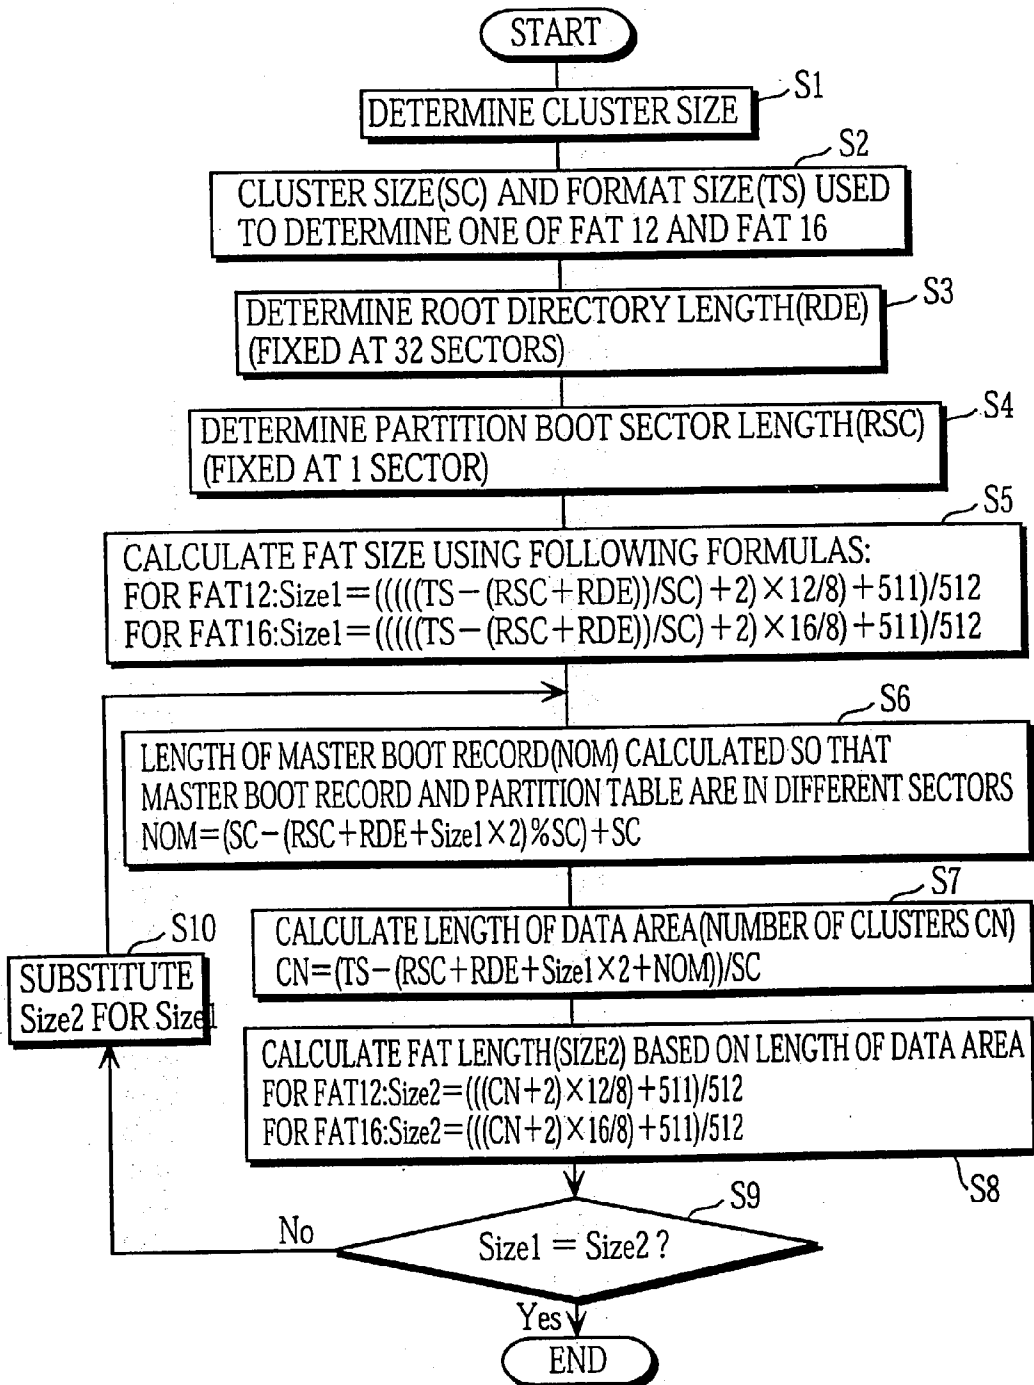 START
S1
DETERMINE CLUSTER SIZE
S2
CLUSTER SIZE(SC) AND FORMAT SIZE(TS) USED
TO DETERMINE ONE OF FAT 12 AND FAT 16
S3
DETERMINE ROOT DIRECTORY LENGTH(RDE)
(FIXED AT 32 SECTORS)
S4
DETERMINE PARTITION BOOT SECTOR LENGTH(RSC)
(FIXED AT 1 SECTOR)
S5
CALCULATE FAT SIZE USING FOLLOWING FORMULAS:
FOR FAT12:Size1=(((((TS-(RSC+RDE))/SC)+2)×12/8)+511)/512
FOR FAT16:Size1=(((((TS-(RSC+RDE))/SC)+2)×16/8)+511)/512
S6
LENGTH OF MASTER BOOT RECORD(NOM) CALCULATED SO THAT
MASTER BOOT RECORD AND PARTITION TABLE ARE IN DIFFERENT SECTORS
NOM=(SC-(RSC+RDE+Size1×2)%SC)+SC
S7
CALCULATE LENGTH OF DATA AREA(NUMBER OF CLUSTERS CN)
CN=(TS-(RSC+RDE+Size1×2+NOM))/SC
S10
SUBSTITUTE
Size2 FOR Size1
CALCULATE FAT LENGTH(SIZE2) BASED ON LENGTH OF DATA AREA
FOR FAT12:Size2=(((CN+2)×12/8)+511)/512
FOR FAT16:Size2=(((CN+2)×16/8)+511)/512
S8
S9
No
Size1 = Size2 ?
Yes
END